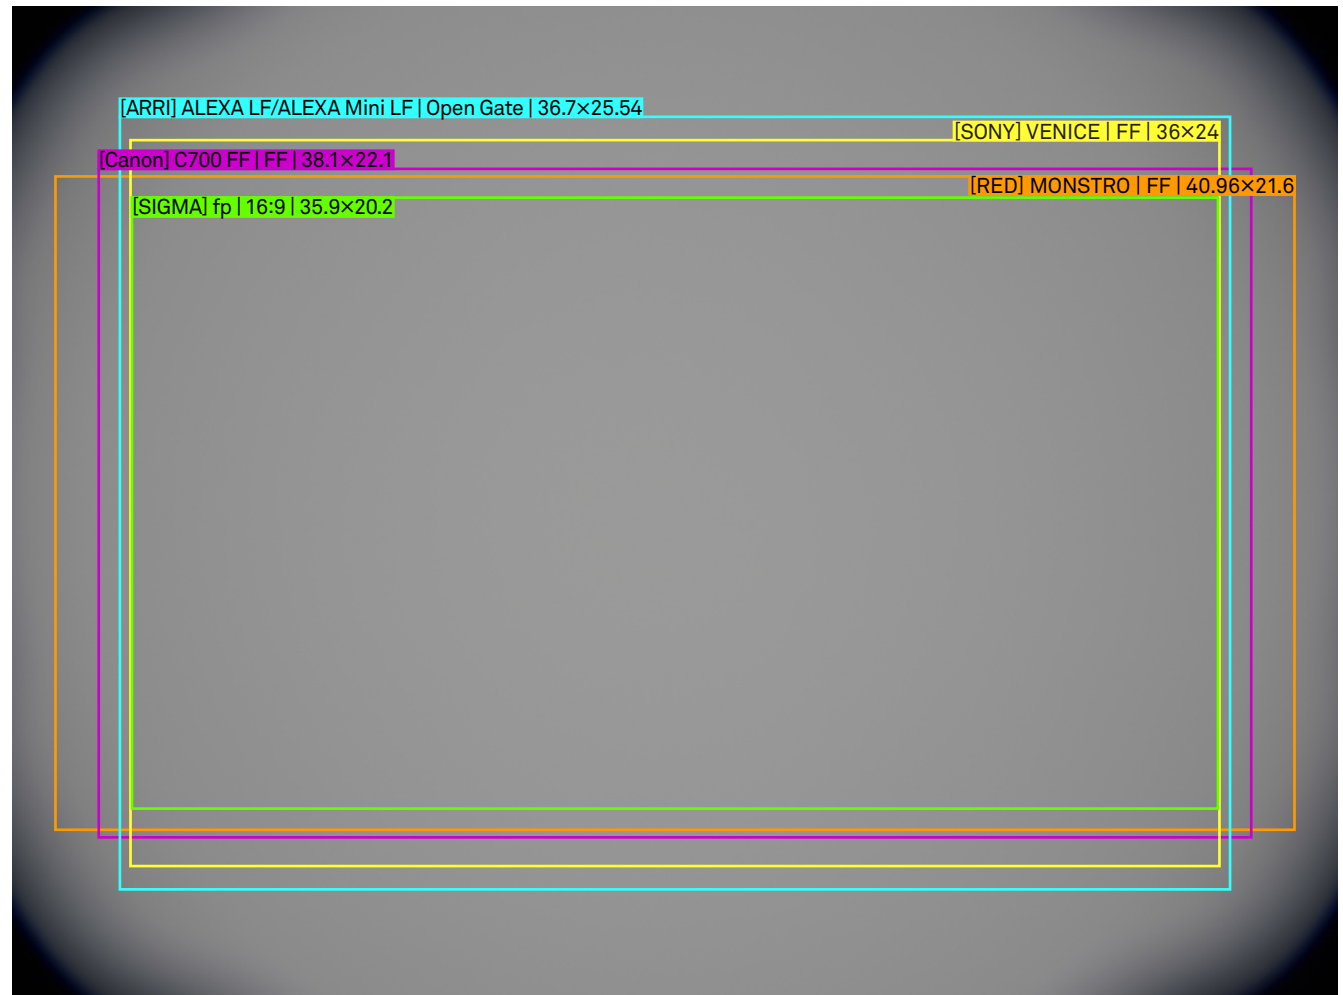 [ARRI] ALEXA LF/ALEXA Mini LF | Open Gate | 36.7×25.54
[SONY] VENICE | FF | 36×24
[Canon] C700 FF | FF | 38.1×22.1
[RED] MONSTRO | FF | 40.96×21.6
[SIGMA] fp | 16:9 | 35.9×20.2